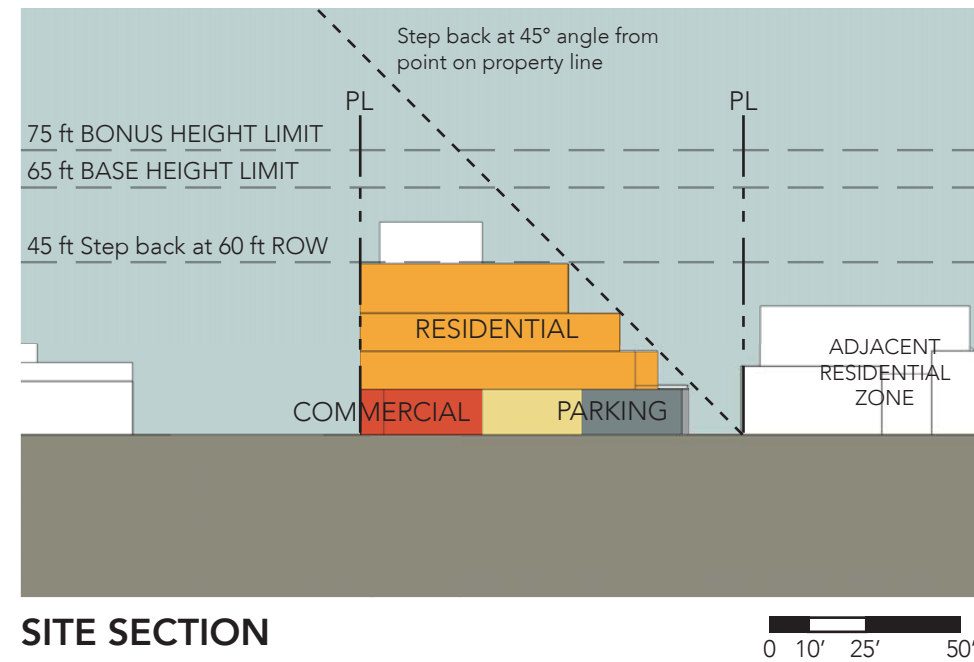 Step back at 45° angle from
point on property line
PL
PL
75 ft BONUS HEIGHT LIMIT
65 ft BASE HEIGHT LIMIT
45 ft Step back at 60 ft ROW
RESIDENTIAL
ADJACENT
RESIDENTIAL
ZONE
COMMERCIAL
PARKING
SITE SECTION
0 10' 25' 50'